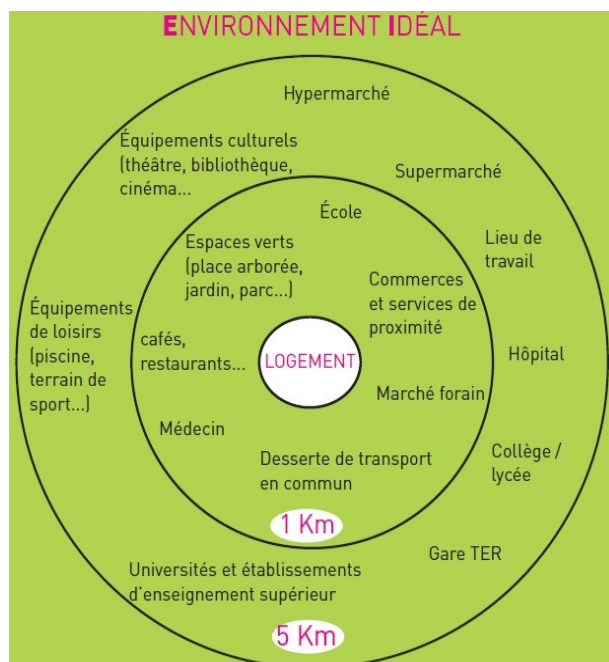 ENVIRONNEMENT IDÉAL
Hypermarché
Équipements culturels
(théâtre, bibliothèque,
cinéma...
Supermarché
École
Espaces verts
(place arborée,
jardin, parc...)
Lieu de
travail
Commerces
et services de
proximité
Équipements
de loisirs
(piscine,
terrain de
sport...)
cafés,
restaurants...
LOGEMENT
Hôpital
Marché forain
Médecin
Collège /
lycée
Desserte de transport
en commun
1 Km
Gare TER
Universités et établissements
d'enseignement supérieur
5 Km